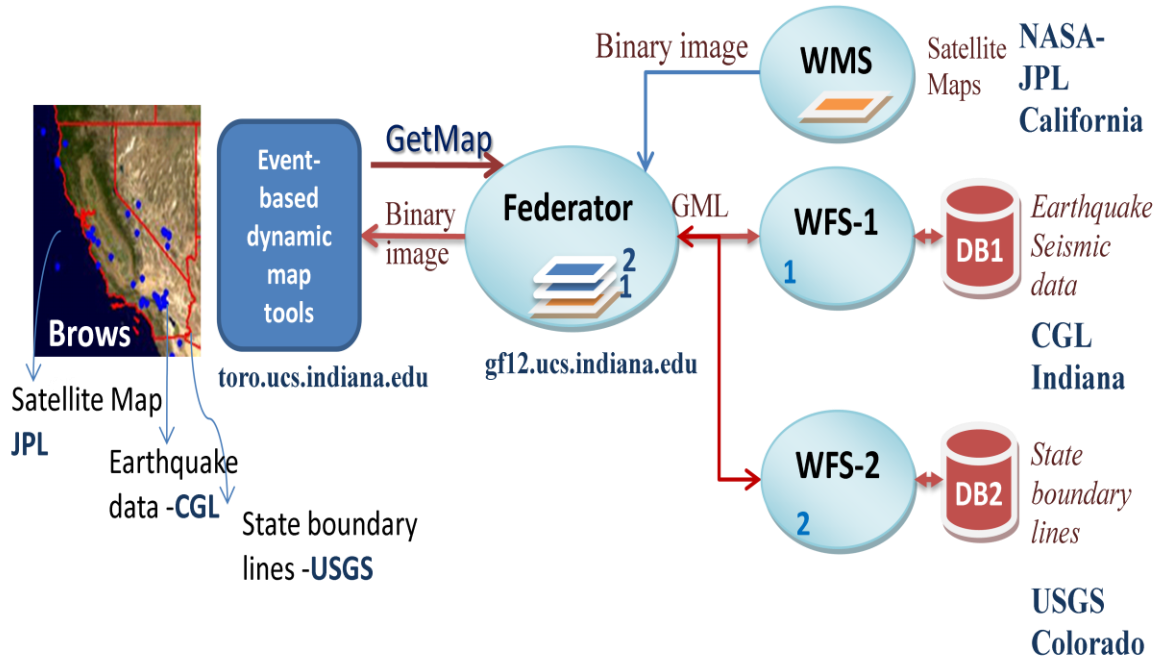 Binary image
WMS
Satellite
Maps
NASA-
JPL
California
Event-
based
dynamic
map
tools
GetMap
Binary
image
Federator
2
1
GML
WFS-1
1
DB1
Earthquake
Seismic
data
Brows
toro.ucs.indiana.edu
gf12.ucs.indiana.edu
CGL
Indiana
Satellite Map
JPL
Earthquake
data -CGL
State boundary
lines -USGS
WFS-2
2
DB2
State
boundary
lines
USGS
Colorado